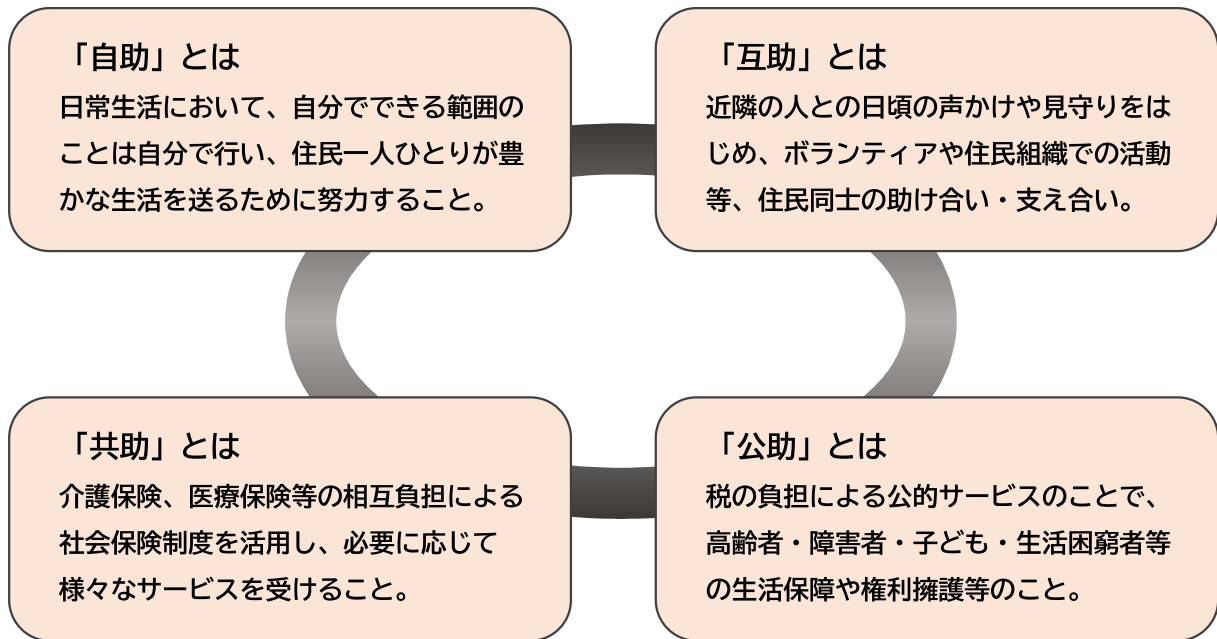 「自助」とは
日常生活において、自分でできる範囲の
ことは自分で行い、住民一人ひとりが豊
かな生活を送るために努力すること。
「互助」とは
近隣の人との日頃の声かけや見守りをは
じめ、ボランティアや住民組織での活動
等、住民同士の助け合い・支え合い。
「共助」とは
介護保険、医療保険等の相互負担による
社会保険制度を活用し、必要に応じて
様々なサービスを受けること。
「公助」とは
税の負担による公的サービスのことで、
高齢者・障害者・子ども・生活困窮者等
の生活保障や権利擁護等のこと。